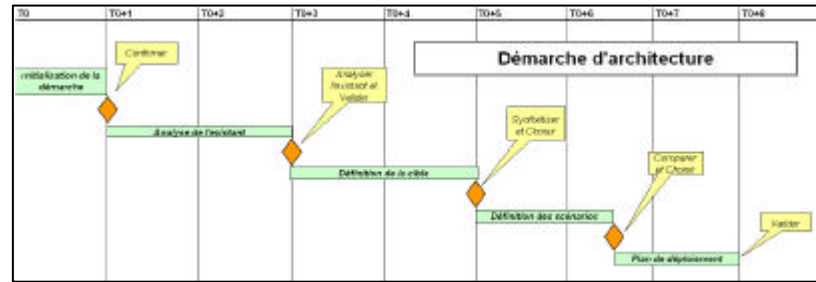 T0 T0+1 T0+2 T0+3 T0+4 T0+5 T0+6 T0+7 T0+8
Démarche d'architecture
Confirmer
Initialisation de la
démarche
Analyser
l'existant et
Valider
Analyse de l'existant
Synthétiser
et Choisir
Définition de la cible
Comparer
et Choisir
Définition des scénarios
Valider
Plan de déploiement